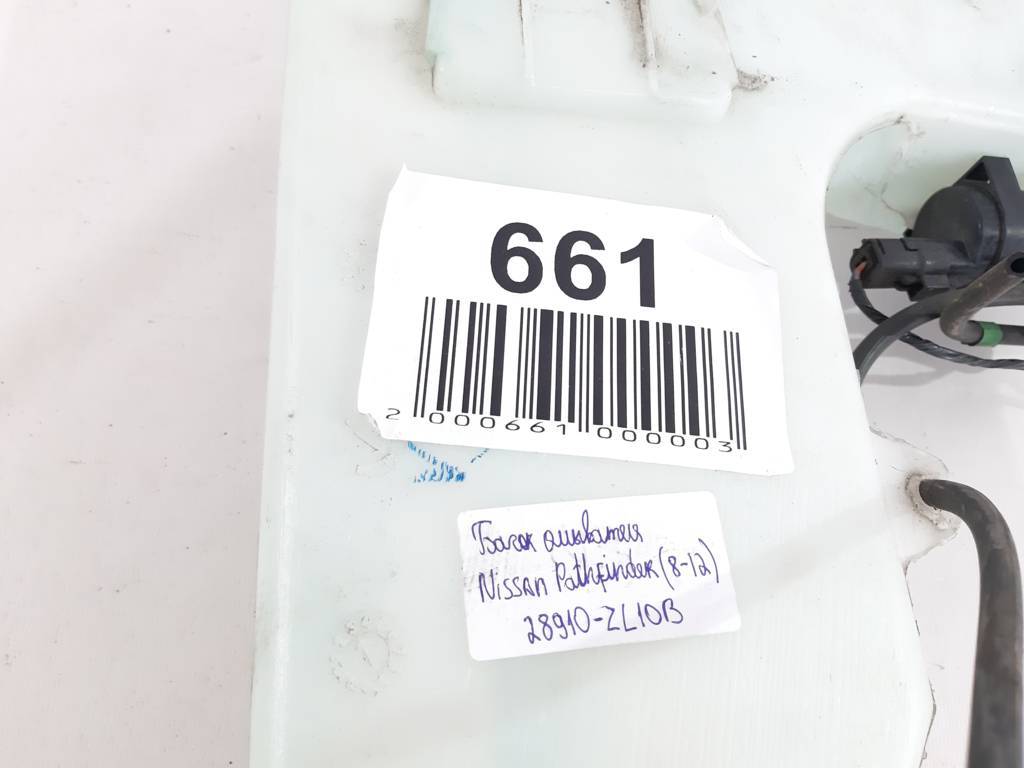 661
2 000661 000003
Бачок омывателя
Nissan Pathfinder (8-12)
28910-ZL10B